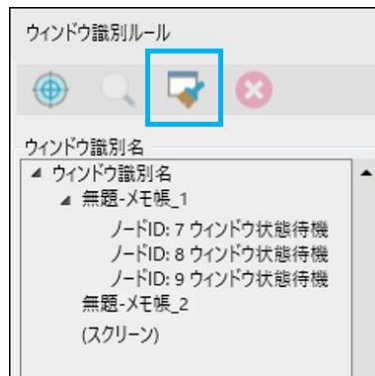 ウィンドウ識別ルール
ウィンドウ識別名
ウィンドウ識別名
無題-メモ帳_1
ノードID: 7 ウィンドウ状態待機
ノードID: 8 ウィンドウ状態待機
ノードID: 9 ウィンドウ状態待機
無題-メモ帳_2
(スクリーン)